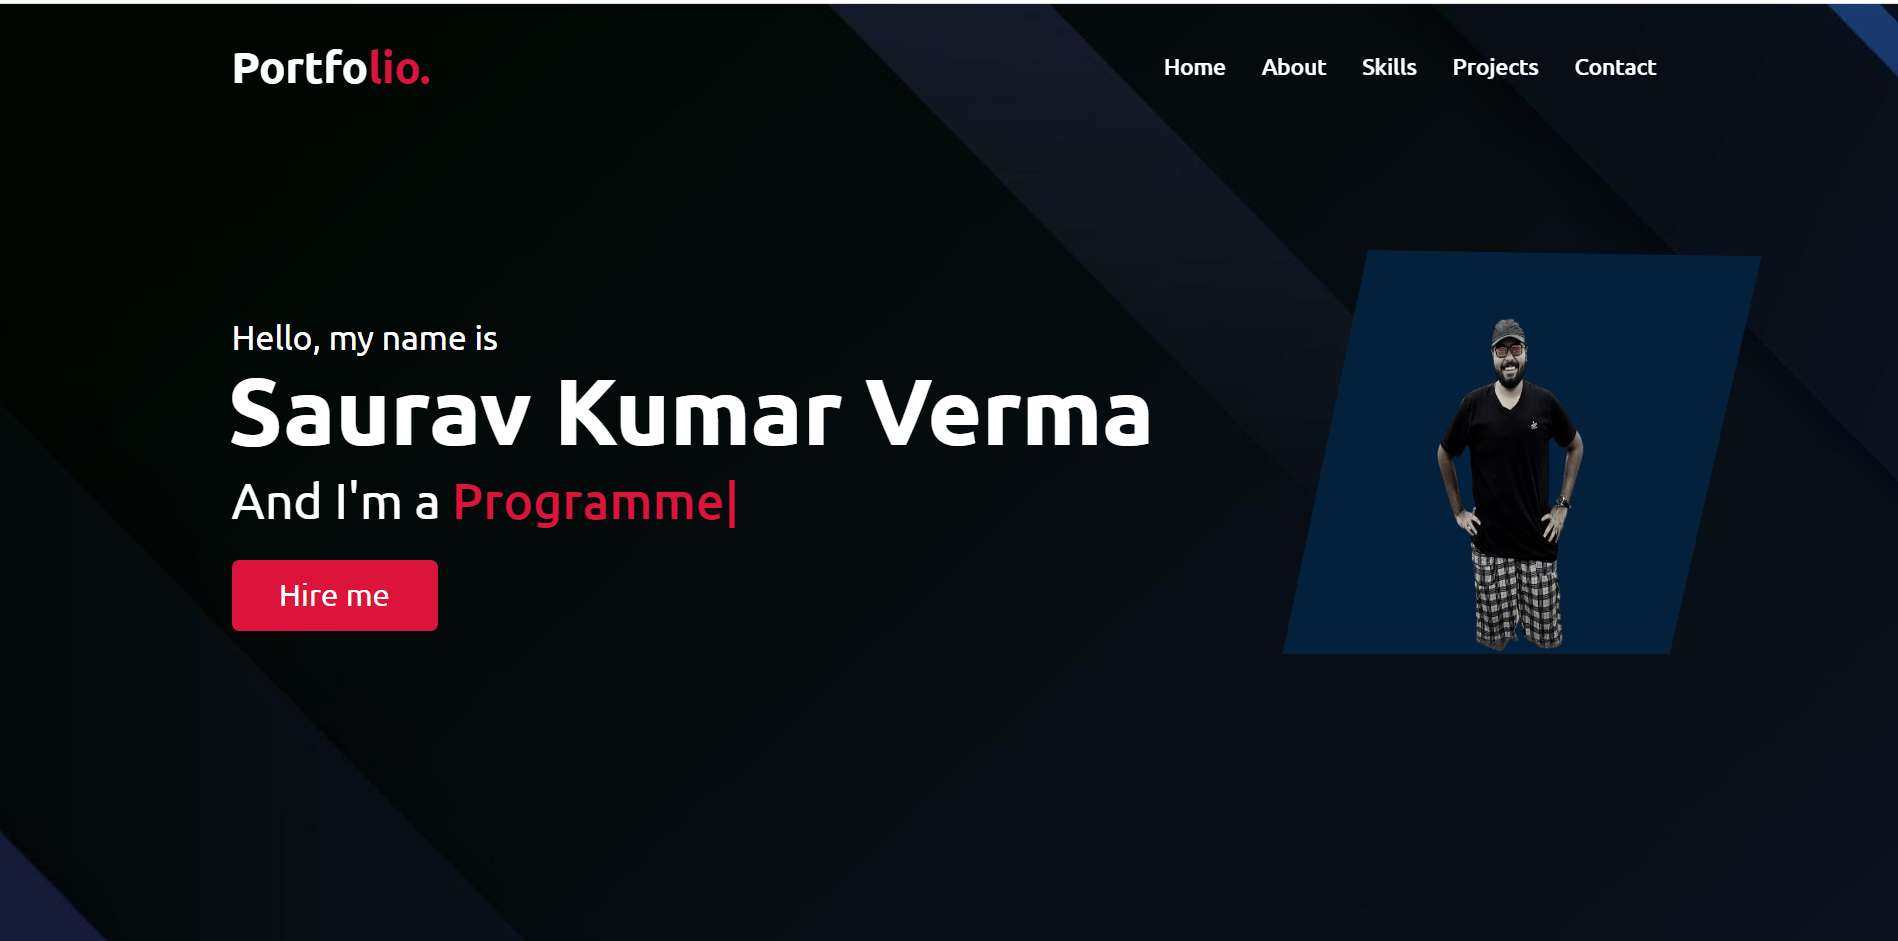 Portfolio.
Home About Skills Projects Contact
Hello, my name is
Saurav Kumar Verma
And I'm a Programme|
Hire me